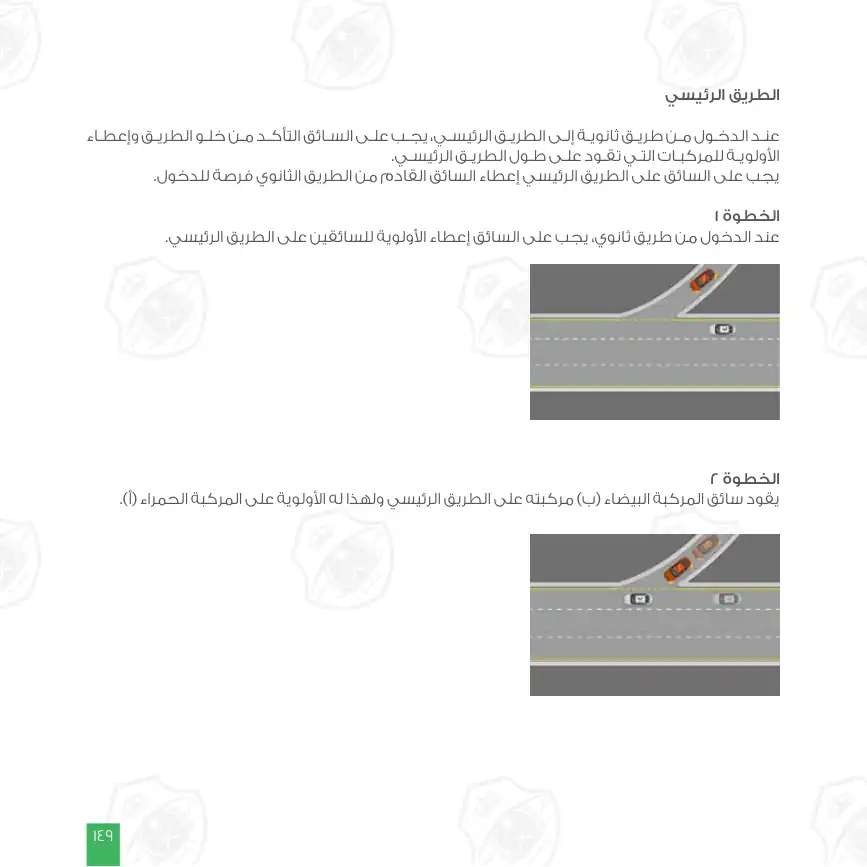 الطريق الرئيسي
عند الدخول من طريق ثانوية إلى الطريق الرئيسي، يجب على السائق التأكد من خلو الطريق وإعطاء
الأولوية للمركبات التي تقود على طول الطريق الرئيسي.
يجب على السائق على الطريق الرئيسي إعطاء السائق القادم من الطريق الثانوي فرصة للدخول.
الخطوة ١
عند الدخول من طريق ثانوي، يجب على السائق إعطاء الأولوية للسائقين على الطريق الرئيسي.
الخطوة ٢
يقود سائق المركبة البيضاء (ب) مركبته على الطريق الرئيسي ولهذا له الأولوية على المركبة الحمراء (أ).
١٤٩